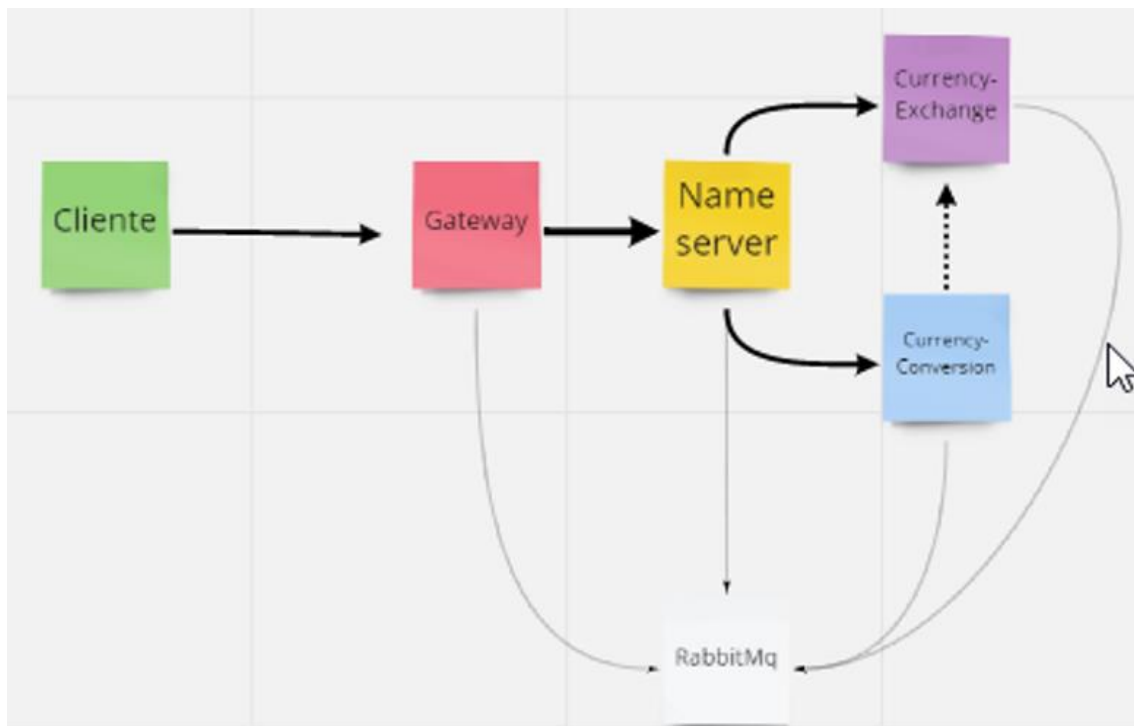 Cliente
Gateway
Name
server
Currency-
Exchange
Currency-
Conversion
RabbitMq